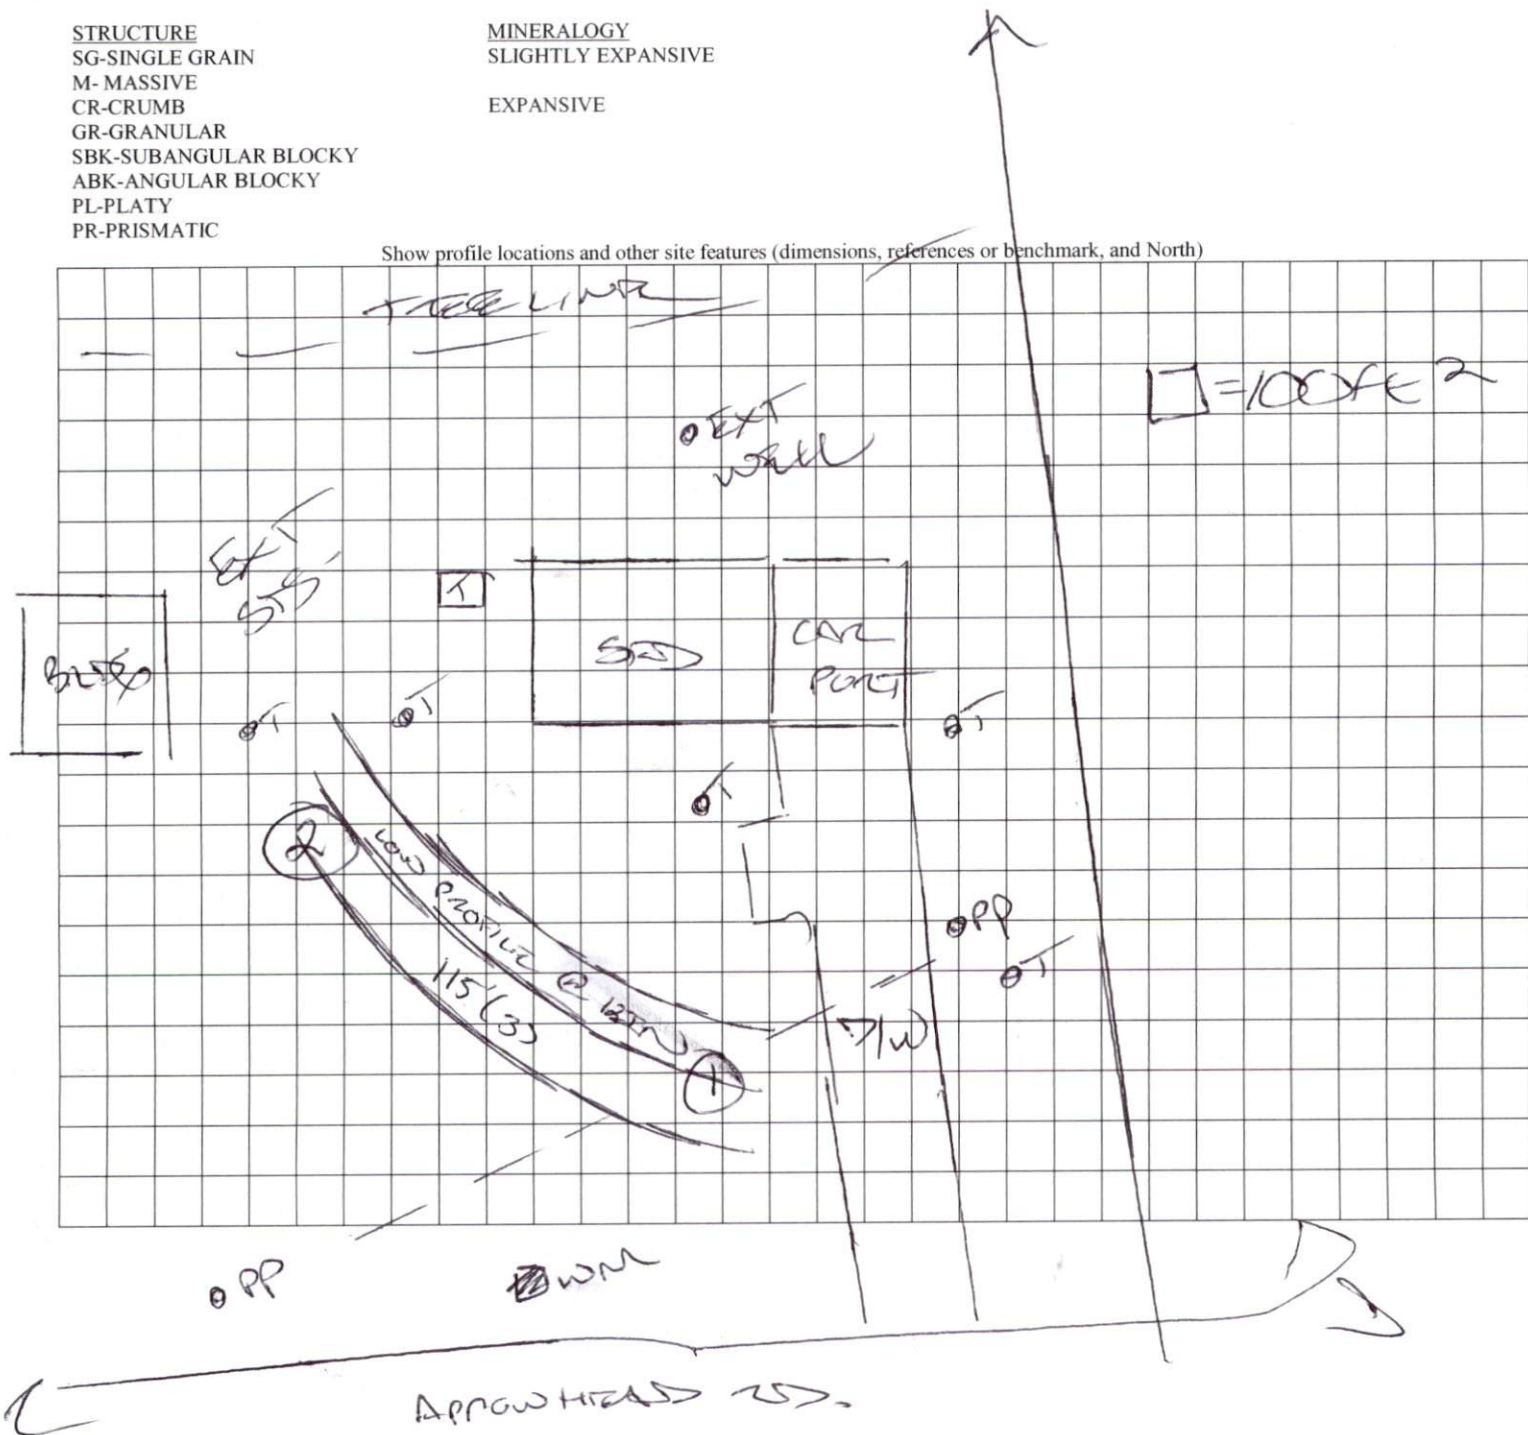 STRUCTURE
SG-SINGLE GRAIN
M- MASSIVE
CR-CRUMB
GR-GRANULAR
SBK-SUBANGULAR BLOCKY
ABK-ANGULAR BLOCKY
PL-PLATY
PR-PRISMATIC
MINERALOGY
SLIGHTLY EXPANSIVE
EXPANSIVE
Show profile locations and other site features (dimensions, references or benchmark, and North)
TREE LINE
□=100ft2
EXT
WELL
EXT
T
BLDG
SFD
CAR
PORT
T
T
T
T
2
LOW PROFILE @
115'(3)
1
PP
T
D/W
PP
WM
ARROWHEAD RD.